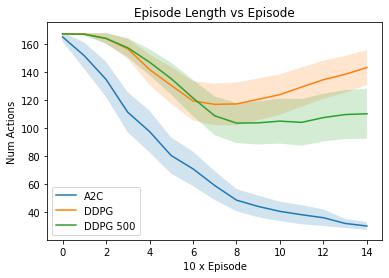 Episode Length vs Episode
160
140
120
100
80
60
40
Num Actions
A2C
DDPG
DDPG 500
0 2 4 6 8 10 12 14
10 x Episode